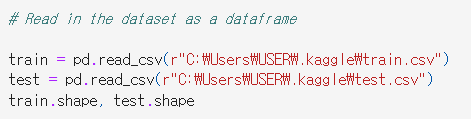 # Read in the dataset as a dataframe
train = pd.read_csv(r"C:₩Users₩USER₩.kaggle₩train.csv")
test = pd.read_csv(r"C:₩Users₩USER₩.kaggle₩test.csv")
train.shape, test.shape